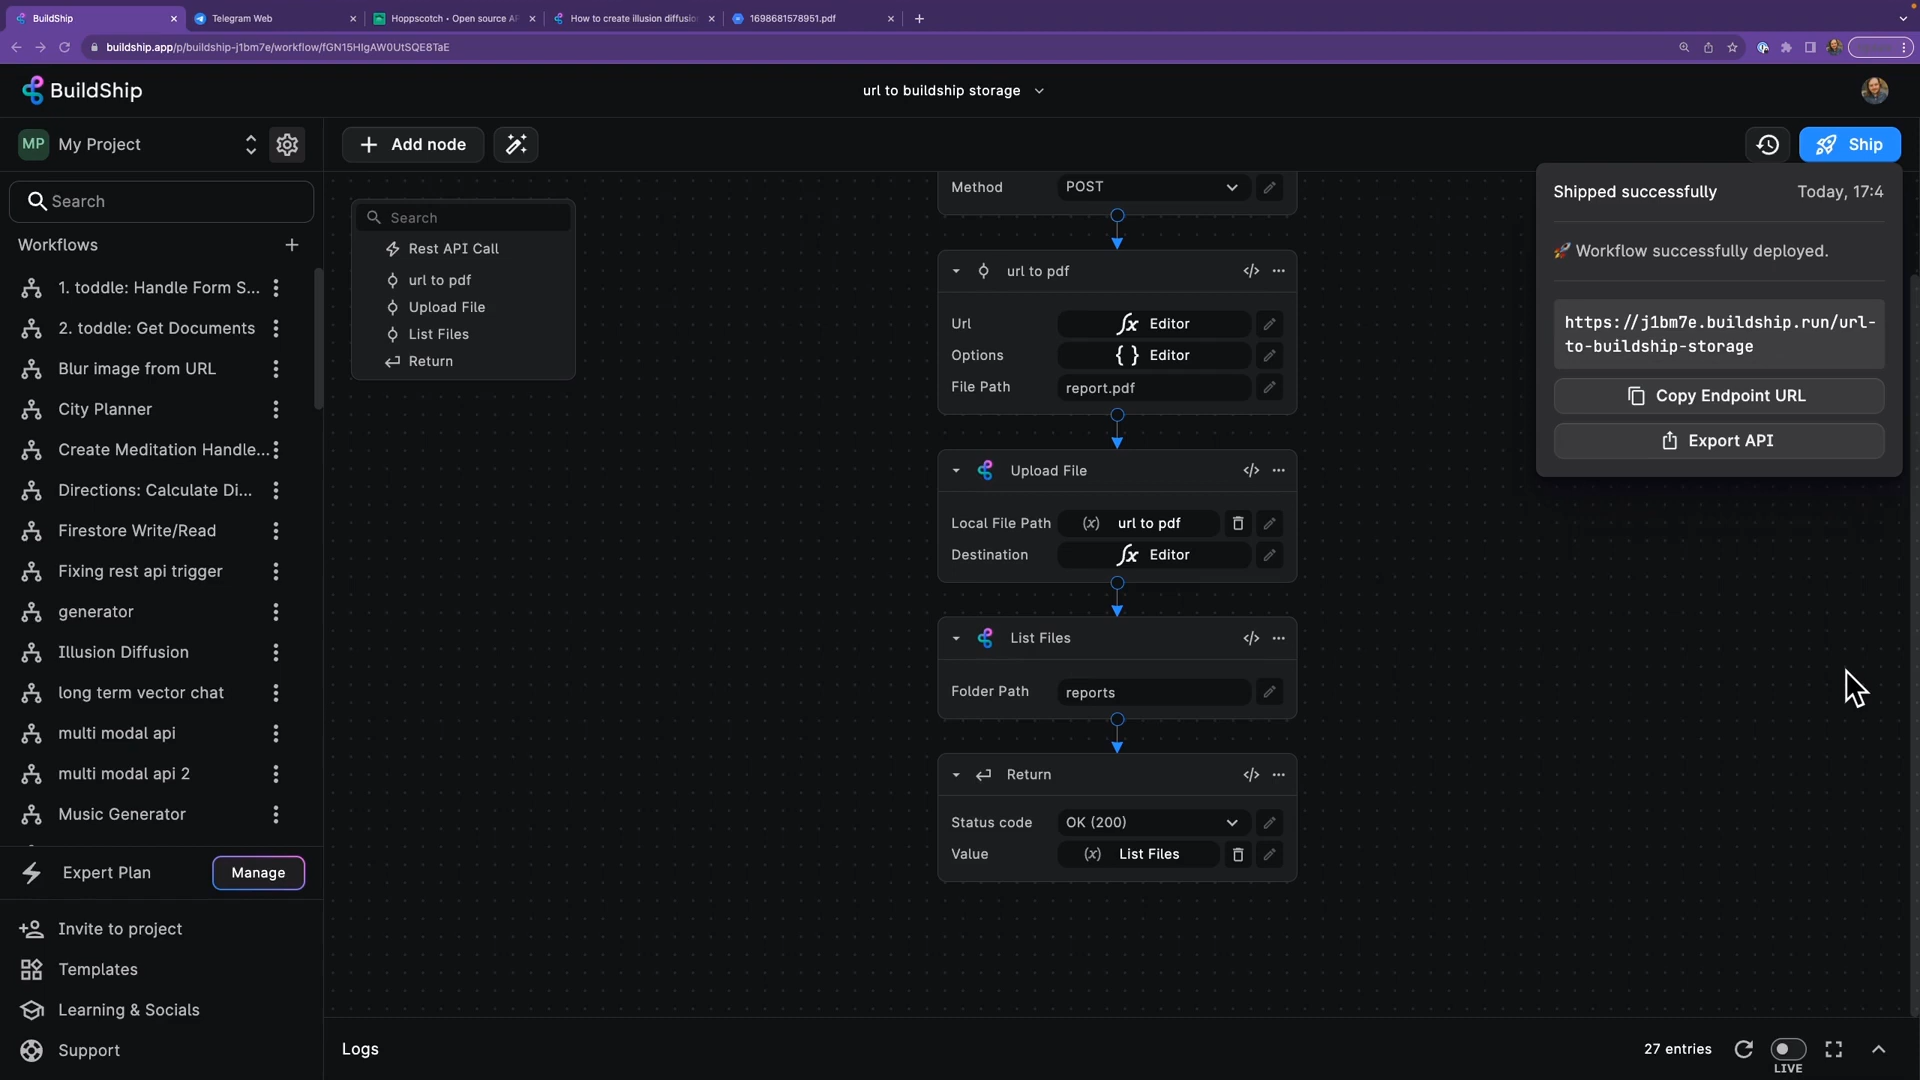 BuildShip
Telegram Web
Hoppscotch • Open source AP
How to create illusion diffusio
1698681578951.pdf
buildship.app/p/buildship-j1bm7e/workflow/fGN15HIgAW0UtSQE8TaE
BuildShip
url to buildship storage
MP My Project
Add node
Ship
Search
Workflows
1. toddle: Handle Form S...
2. toddle: Get Documents
Blur image from URL
City Planner
Create Meditation Handle...
Directions: Calculate Di...
Firestore Write/Read
Fixing rest api trigger
generator
Illusion Diffusion
long term vector chat
multi modal api
multi modal api 2
Music Generator
Expert Plan Manage
Invite to project
Templates
Learning & Socials
Support
Search
Rest API Call
url to pdf
Upload File
List Files
Return
Method POST
url to pdf
Url fx Editor
Options { } Editor
File Path report.pdf
Upload File
Local File Path (x) url to pdf
Destination fx Editor
List Files
Folder Path reports
Return
Status code OK (200)
Value (x) List Files
Shipped successfully Today, 17:4
🚀 Workflow successfully deployed.
https://j1bm7e.buildship.run/url-
to-buildship-storage
Copy Endpoint URL
Export API
Logs
27 entries
LIVE